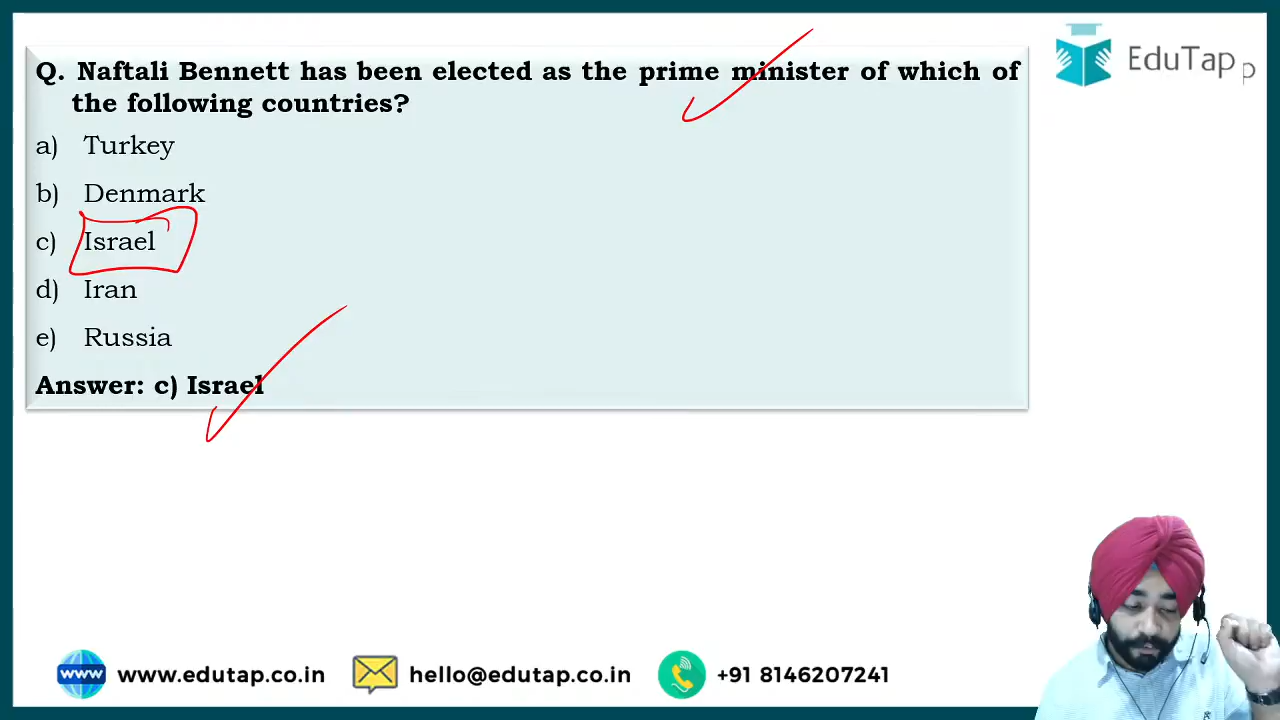 Q. Naftali Bennett has been elected as the prime minister of which of
the following countries?
a) Turkey
b) Denmark
c) Israel
d) Iran
e) Russia
Answer: c) Israel
EduTap
p
www www.edutap.co.in hello@edutap.co.in +91 8146207241